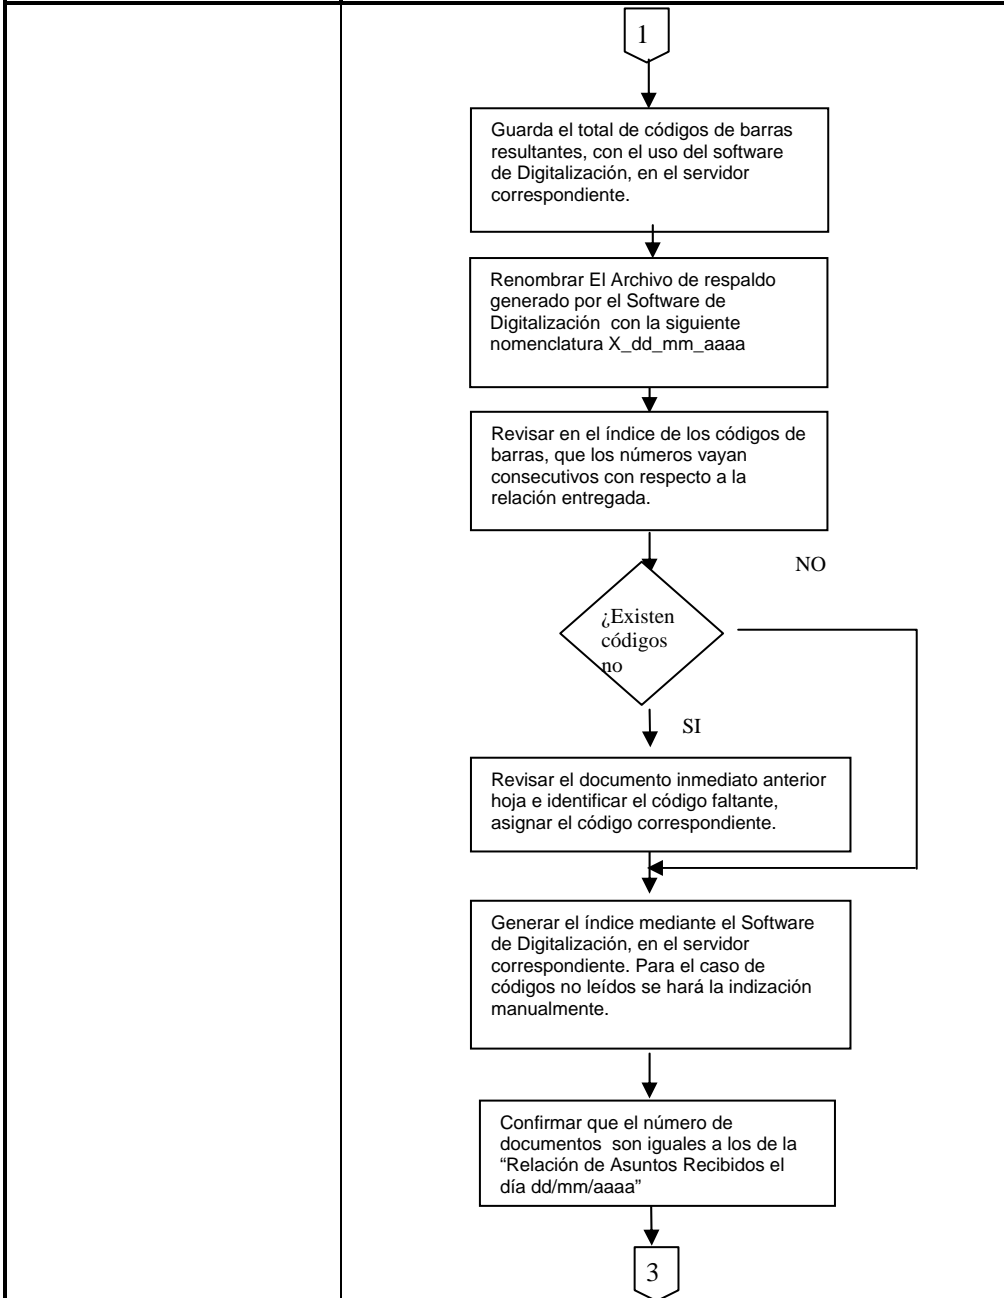 1
Guarda el total de códigos de barras
resultantes, con el uso del software
de Digitalización, en el servidor
correspondiente.
Renombrar El Archivo de respaldo
generado por el Software de
Digitalización  con la siguiente
nomenclatura X_dd_mm_aaaa
Revisar en el índice de los códigos de
barras, que los números vayan
consecutivos con respecto a la
relación entregada.
NO
¿Existen
códigos
no
SI
Revisar el documento inmediato anterior
hoja e identificar el código faltante,
asignar el código correspondiente.
Generar el índice mediante el Software
de Digitalización, en el servidor
correspondiente. Para el caso de
códigos no leídos se hará la indización
manualmente.
Confirmar que el número de
documentos  son iguales a los de la
“Relación de Asuntos Recibidos el
día dd/mm/aaaa”
3